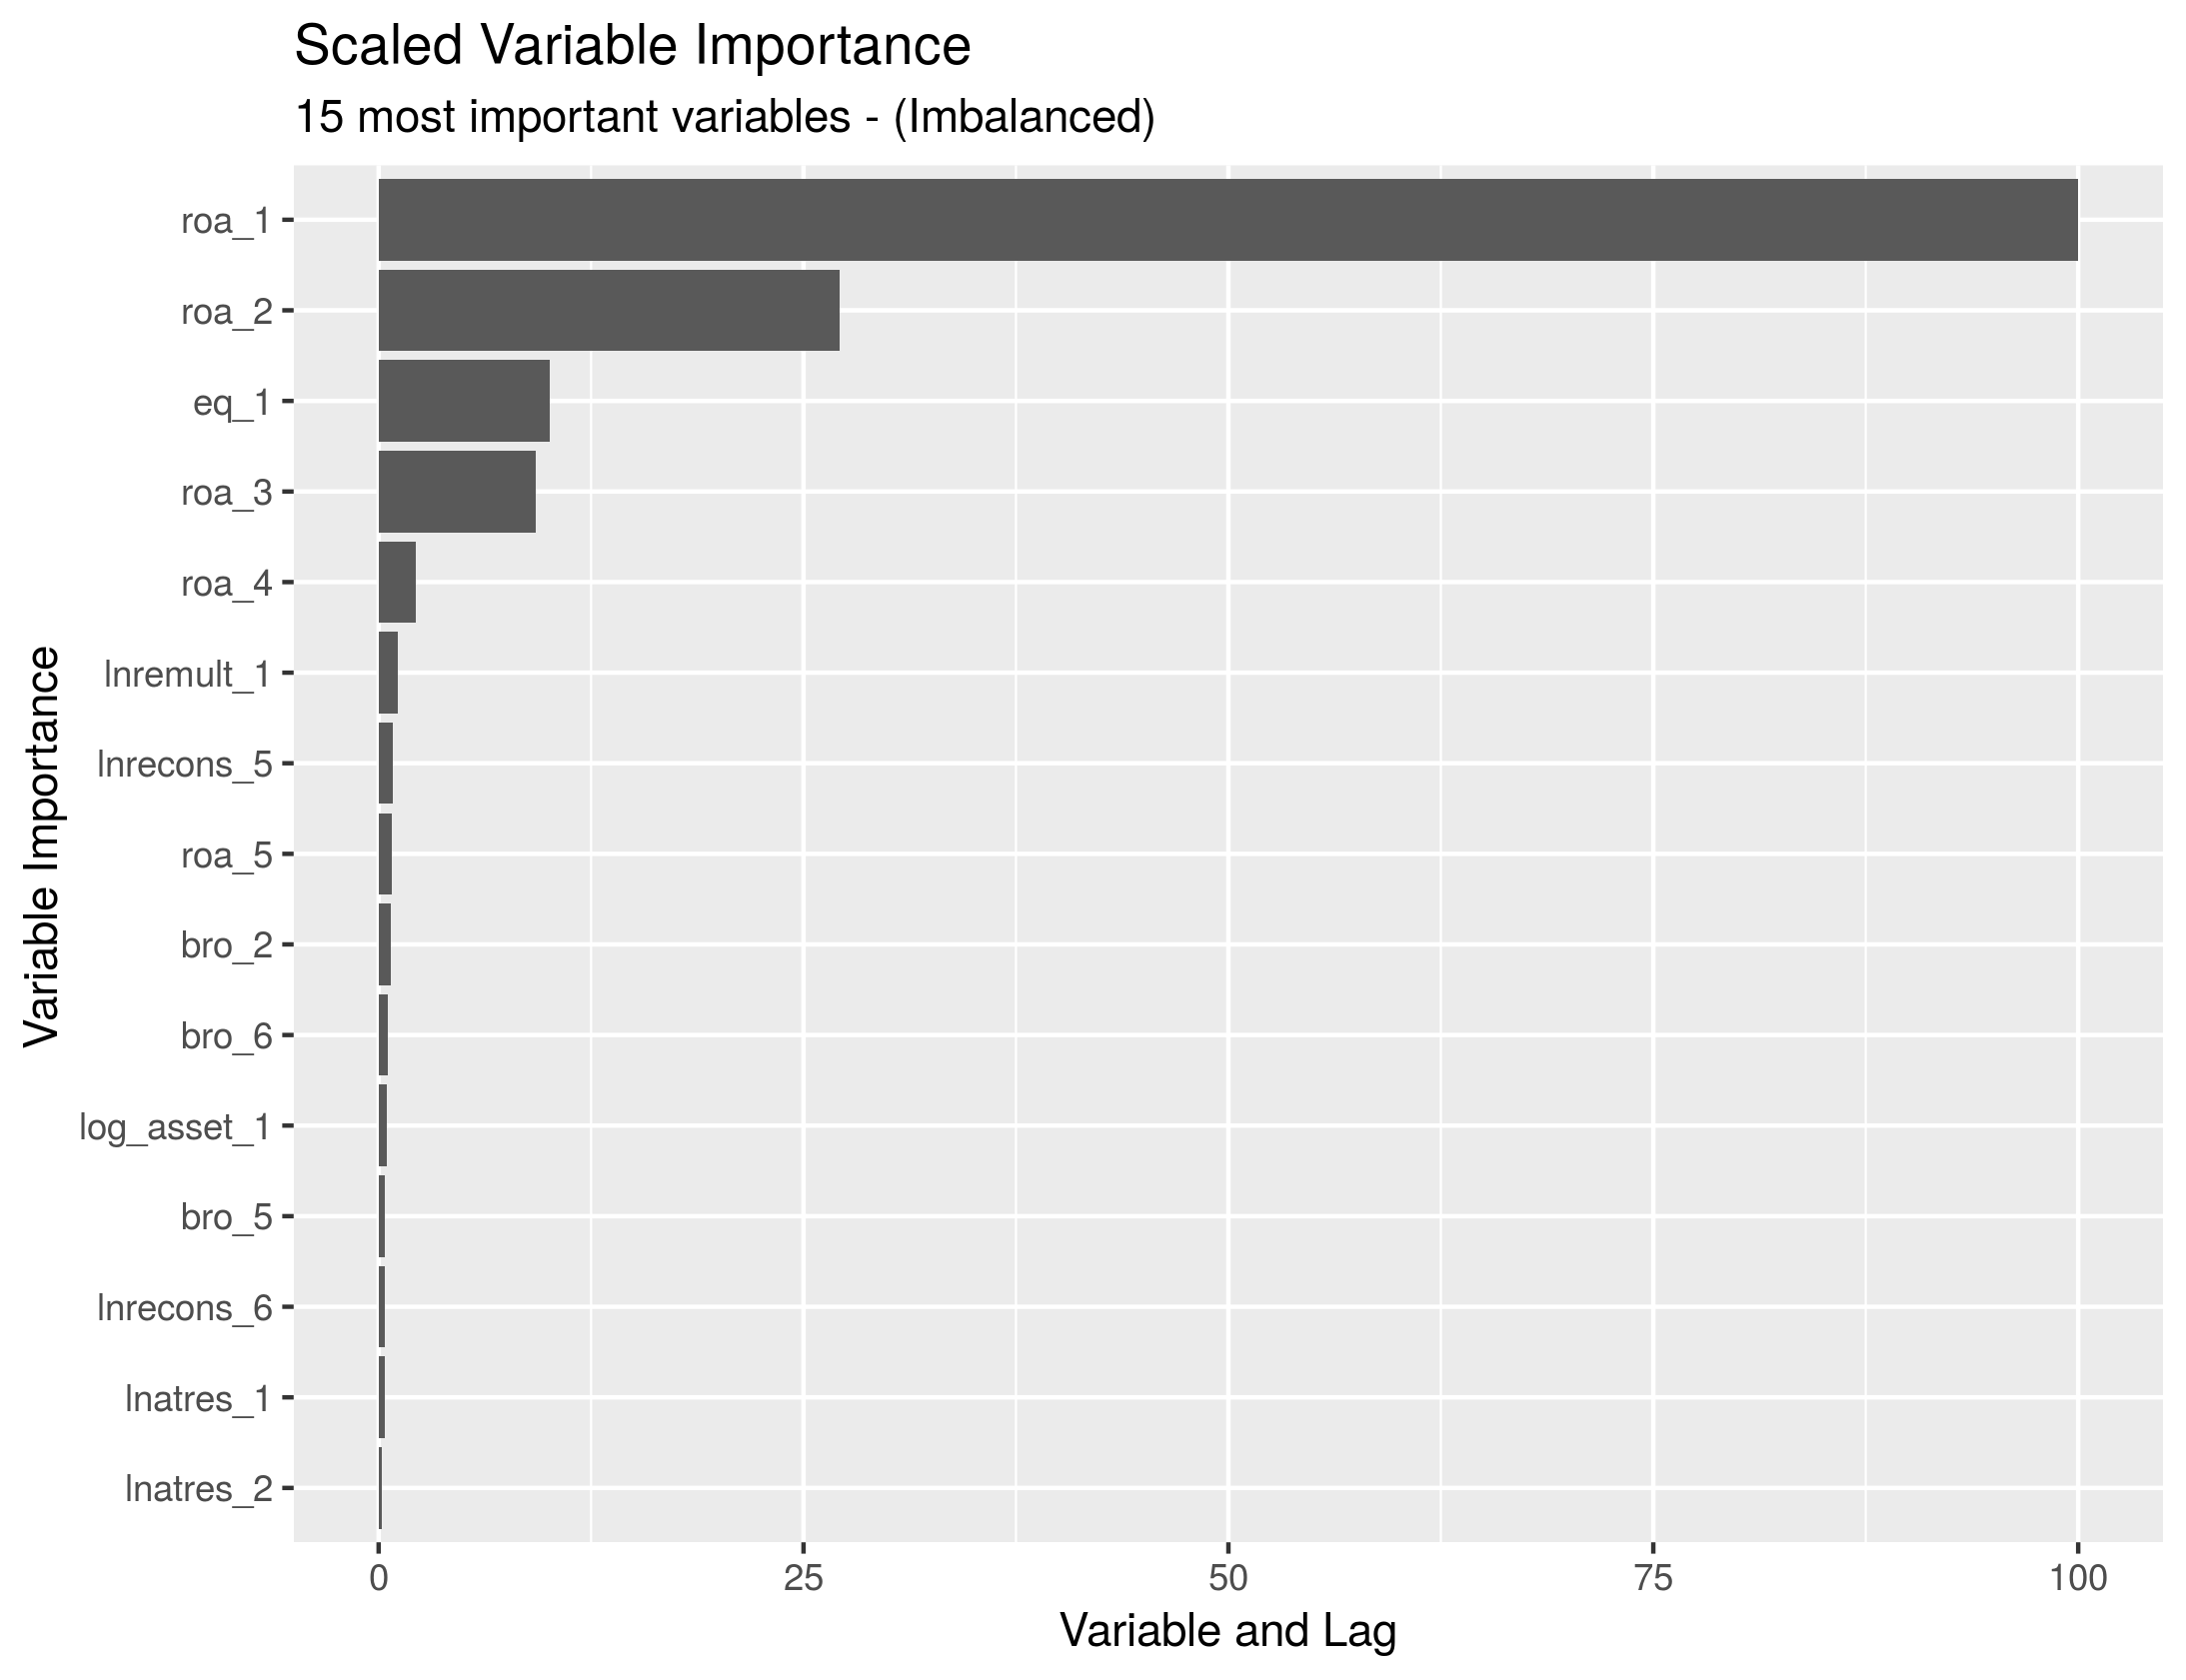 Scaled Variable Importance
15 most important variables - (Imbalanced)
Variable Importance
roa_1
roa_2
eq_1
roa_3
roa_4
lnremult_1
lnrecons_5
roa_5
bro_2
bro_6
log_asset_1
bro_5
lnrecons_6
lnatres_1
lnatres_2
0 25 50 75 100
Variable and Lag